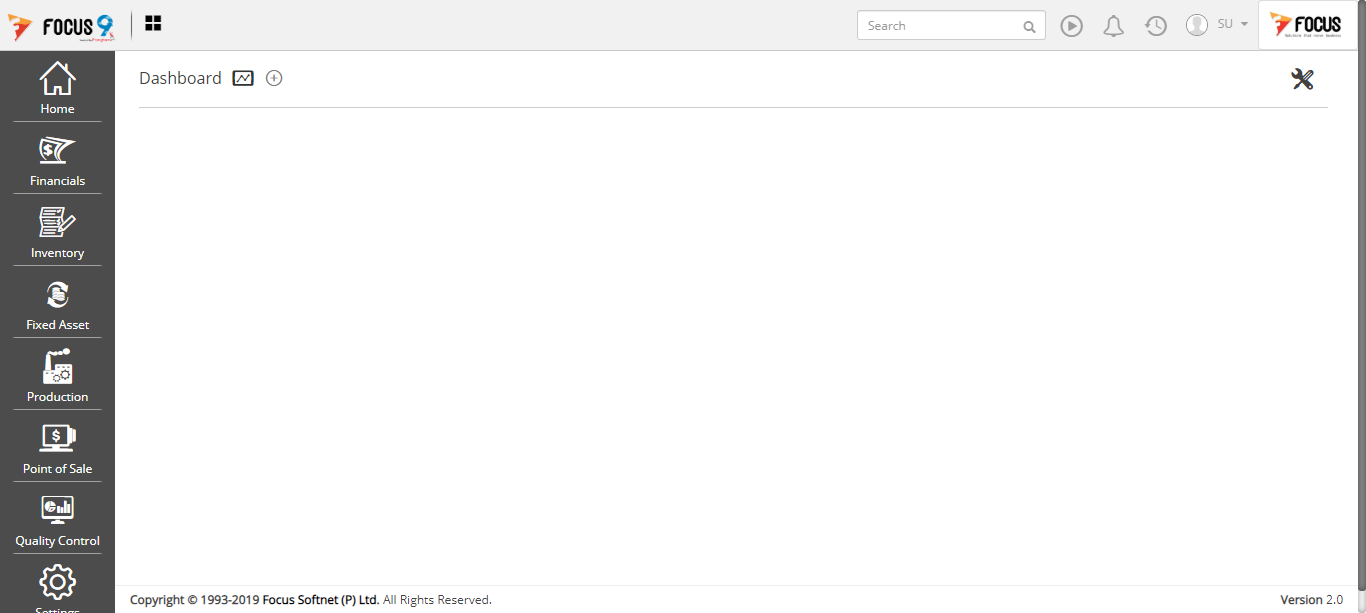 FOCUS 9
Search
SU
FOCUS
Dashboard
Home
Financials
Inventory
Fixed Asset
Production
Point of Sale
Quality Control
Settings
Copyright © 1993-2019 Focus Softnet (P) Ltd. All Rights Reserved.
Version 2.0